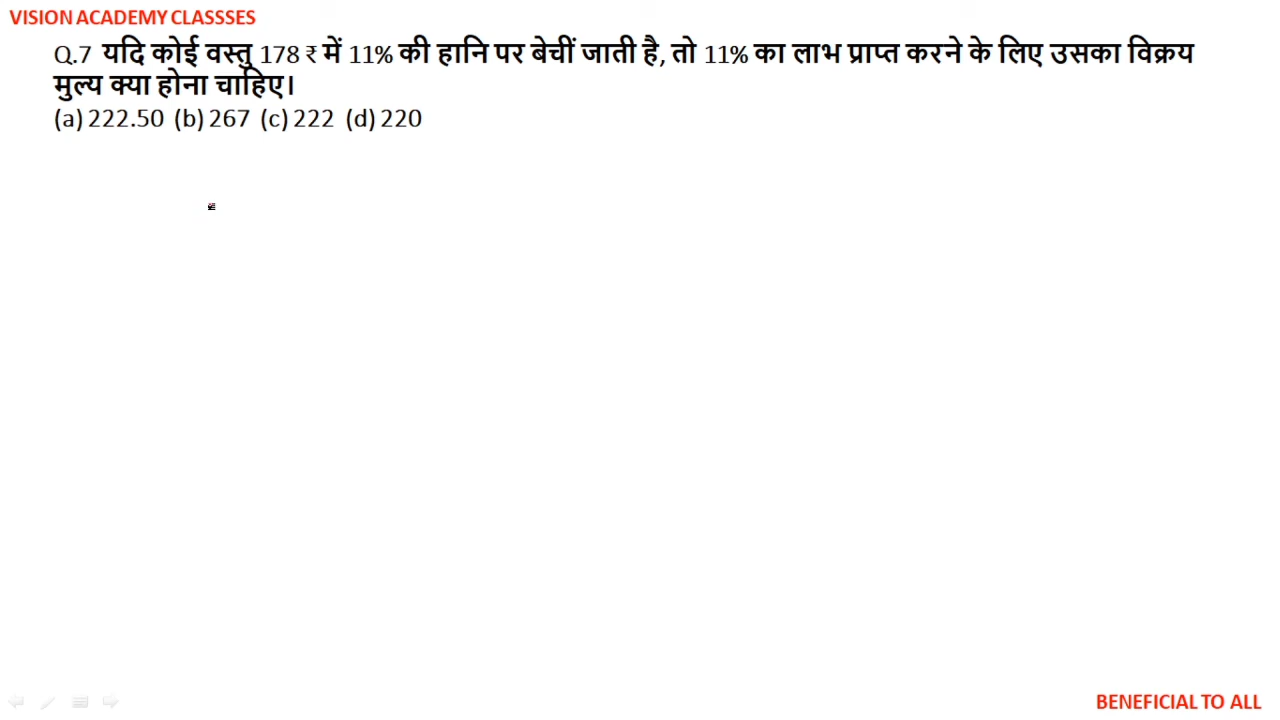 VISION ACADEMY CLASSSES
Q.7 यदि कोई वस्तु 178 ₹ में 11% की हानि पर बेचीं जाती है, तो 11% का लाभ प्राप्त करने के लिए उसका विक्रय
मुल्य क्या होना चाहिए।
(a) 222.50 (b) 267 (c) 222 (d) 220
BENEFICIAL TO ALL